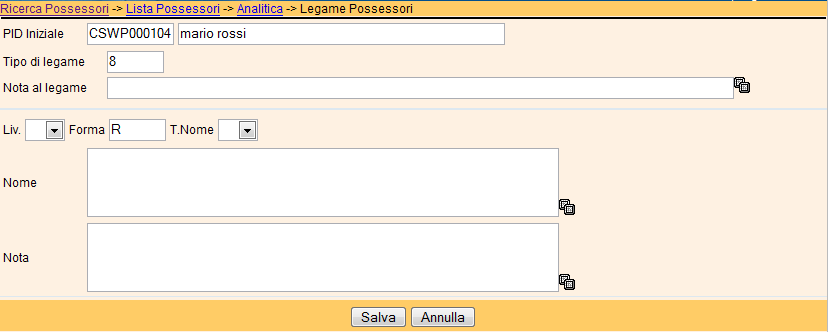 Ricerca Possessori -> Lista Possessori -> Analitica -> Legame Possessori
PID Iniziale CSWP000104 mario rossi
Tipo di legame 8
Nota al legame
Liv. Forma R T.Nome
Nome
Nota
Salva Annulla